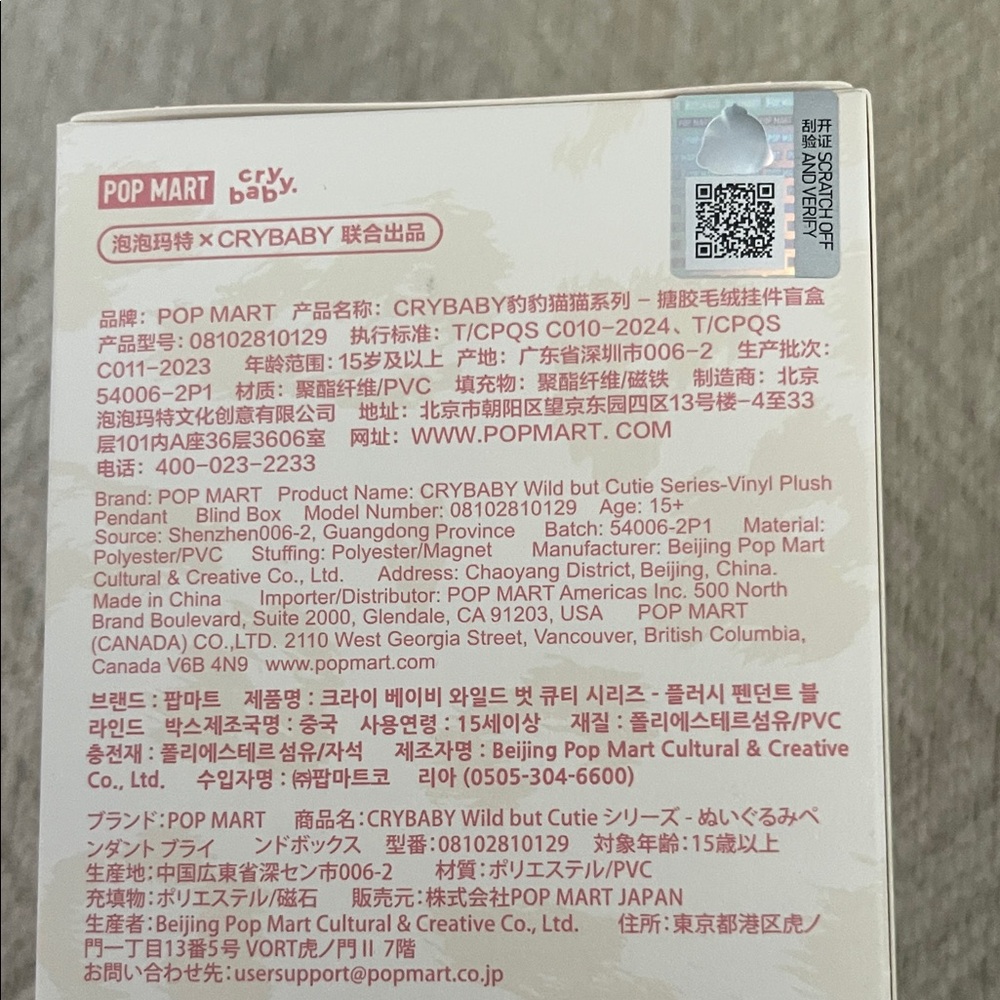 POP MART cry baby.
泡泡玛特×CRYBABY 联合出品
开证 SCRATCH OFF
刮验 AND VERIFY
品牌：POP MART 产品名称：CRYBABY豹豹猫猫系列－搪胶毛绒挂件盲盒
产品型号：08102810129 执行标准：T/CPQS C010-2024、T/CPQS
C011-2023 年龄范围：15岁及以上 产地：广东省深圳市006-2 生产批次：
54006-2P1 材质：聚酯纤维/PVC 填充物：聚酯纤维/磁铁 制造商：北京
泡泡玛特文化创意有限公司 地址：北京市朝阳区望京东园四区13号楼-4至33
层101内A座36层3606室 网址：WWW.POPMART. COM
电话：400-023-2233
Brand: POP MART Product Name: CRYBABY Wild but Cutie Series-Vinyl Plush
Pendant Blind Box Model Number: 08102810129 Age: 15+
Source: Shenzhen006-2, Guangdong Province Batch: 54006-2P1 Material:
Polyester/PVC Stuffing: Polyester/Magnet Manufacturer: Beijing Pop Mart
Cultural & Creative Co., Ltd. Address: Chaoyang District, Beijing, China.
Made in China Importer/Distributor: POP MART Americas Inc. 500 North
Brand Boulevard, Suite 2000, Glendale, CA 91203, USA POP MART
(CANADA) CO.,LTD. 2110 West Georgia Street, Vancouver, British Columbia,
Canada V6B 4N9 www.popmart.com
브랜드 : 팝마트 제품명 : 크라이 베이비 와일드 벗 큐티 시리즈 - 플러시 펜던트 블
라인드 박스제조국명 : 중국 사용연령 : 15세이상 재질 : 폴리에스테르섬유/PVC
충전재 : 폴리에스테르 섬유/자석 제조자명 : Beijing Pop Mart Cultural & Creative
Co., Ltd. 수입자명 : ㈜팝마트코 리아 (0505-304-6600)
ブランド：POP MART 商品名：CRYBABY Wild but Cutie シリーズ - ぬいぐるみペ
ンダント ブライ ンドボックス 型番：08102810129 対象年齢：15歳以上
生産地：中国広東省深セン市006-2 材質：ポリエステル/PVC
充填物：ポリエステル/磁石 販売元：株式会社POP MART JAPAN
生産者：Beijing Pop Mart Cultural & Creative Co., Ltd. 住所：東京都港区虎ノ
門一丁目13番5号 VORT虎ノ門Ⅱ 7階
お問い合わせ先：usersupport@popmart.co.jp